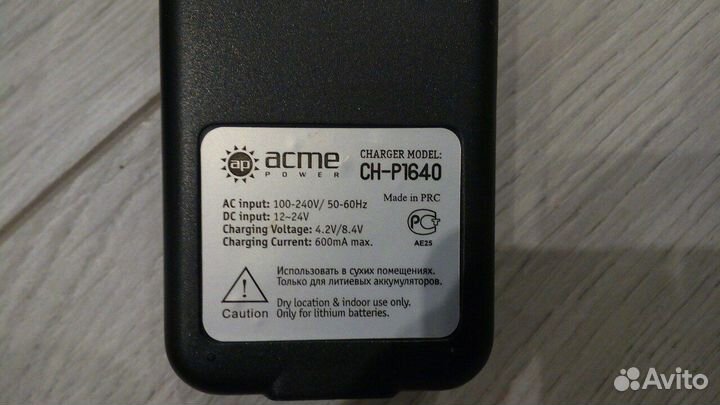 ap acme
POWER
CHARGER MODEL:
CH-P1640
AC input: 100-240V/ 50-60Hz
DC input: 12~24V
Charging Voltage: 4.2V/8.4V
Charging Current: 600mA max.
Made in PRC
РСТ
AE25
Использовать в сухих помещениях.
Только для литиевых аккумуляторов.
Caution
Dry location & indoor use only.
Only for lithium batteries.
Avito